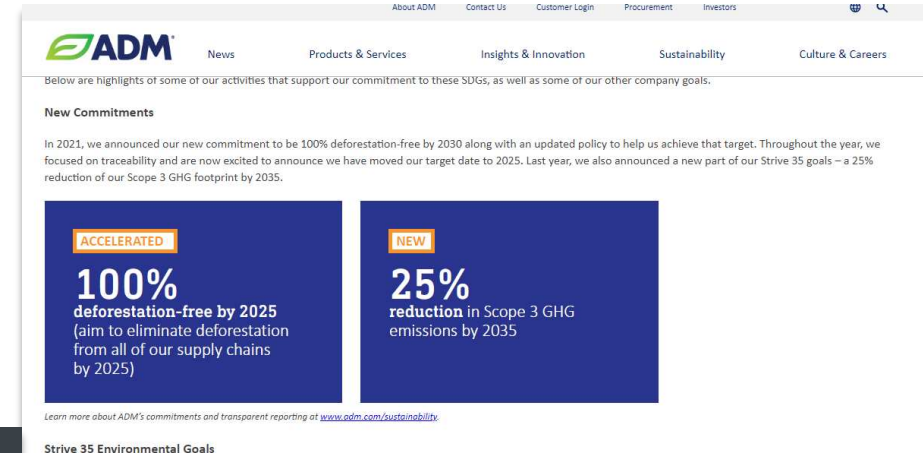 About ADM Contact Us Customer Login Procurement Investors
ADM
News Products & Services Insights & Innovation Sustainability Culture & Careers
Below are highlights of some of our activities that support our commitment to these SDGs, as well as some of our other company goals.
New Commitments
In 2021, we announced our new commitment to be 100% deforestation-free by 2030 along with an updated policy to help us achieve that target. Throughout the year, we
focused on traceability and are now excited to announce we have moved our target date to 2025. Last year, we also announced a new part of our Strive 35 goals – a 25%
reduction of our Scope 3 GHG footprint by 2035.
ACCELERATED
100%
deforestation-free by 2025
(aim to eliminate deforestation
from all of our supply chains
by 2025)
NEW
25%
reduction in Scope 3 GHG
emissions by 2035
Learn more about ADM's commitments and transparent reporting at www.adm.com/sustainability.
Strive 35 Environmental Goals